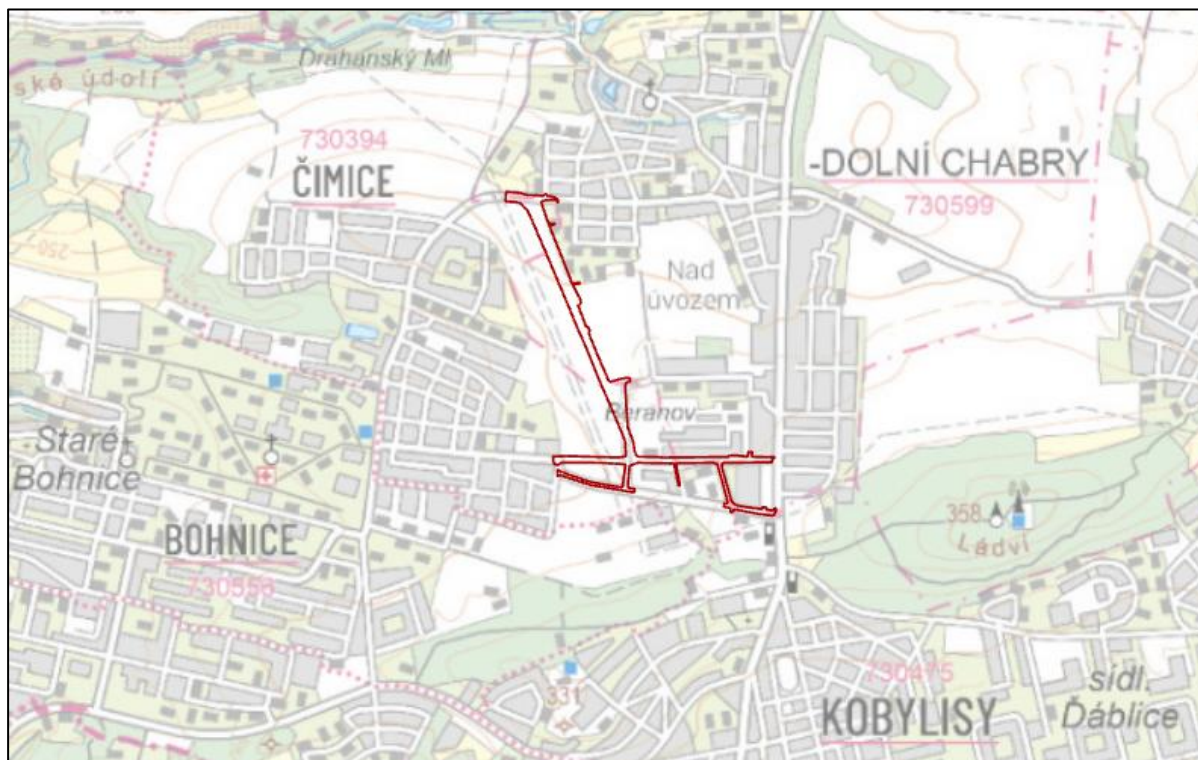 Drahanský Ml
ské údolí
730394
ČIMICE
-DOLNÍ CHABRY
730599
Nad
úvozem
250
Beranov
Staré
Bohnice
358
Ládví
BOHNICE
730556
331
730475
KOBYLISY
sídl.
Ďáblice